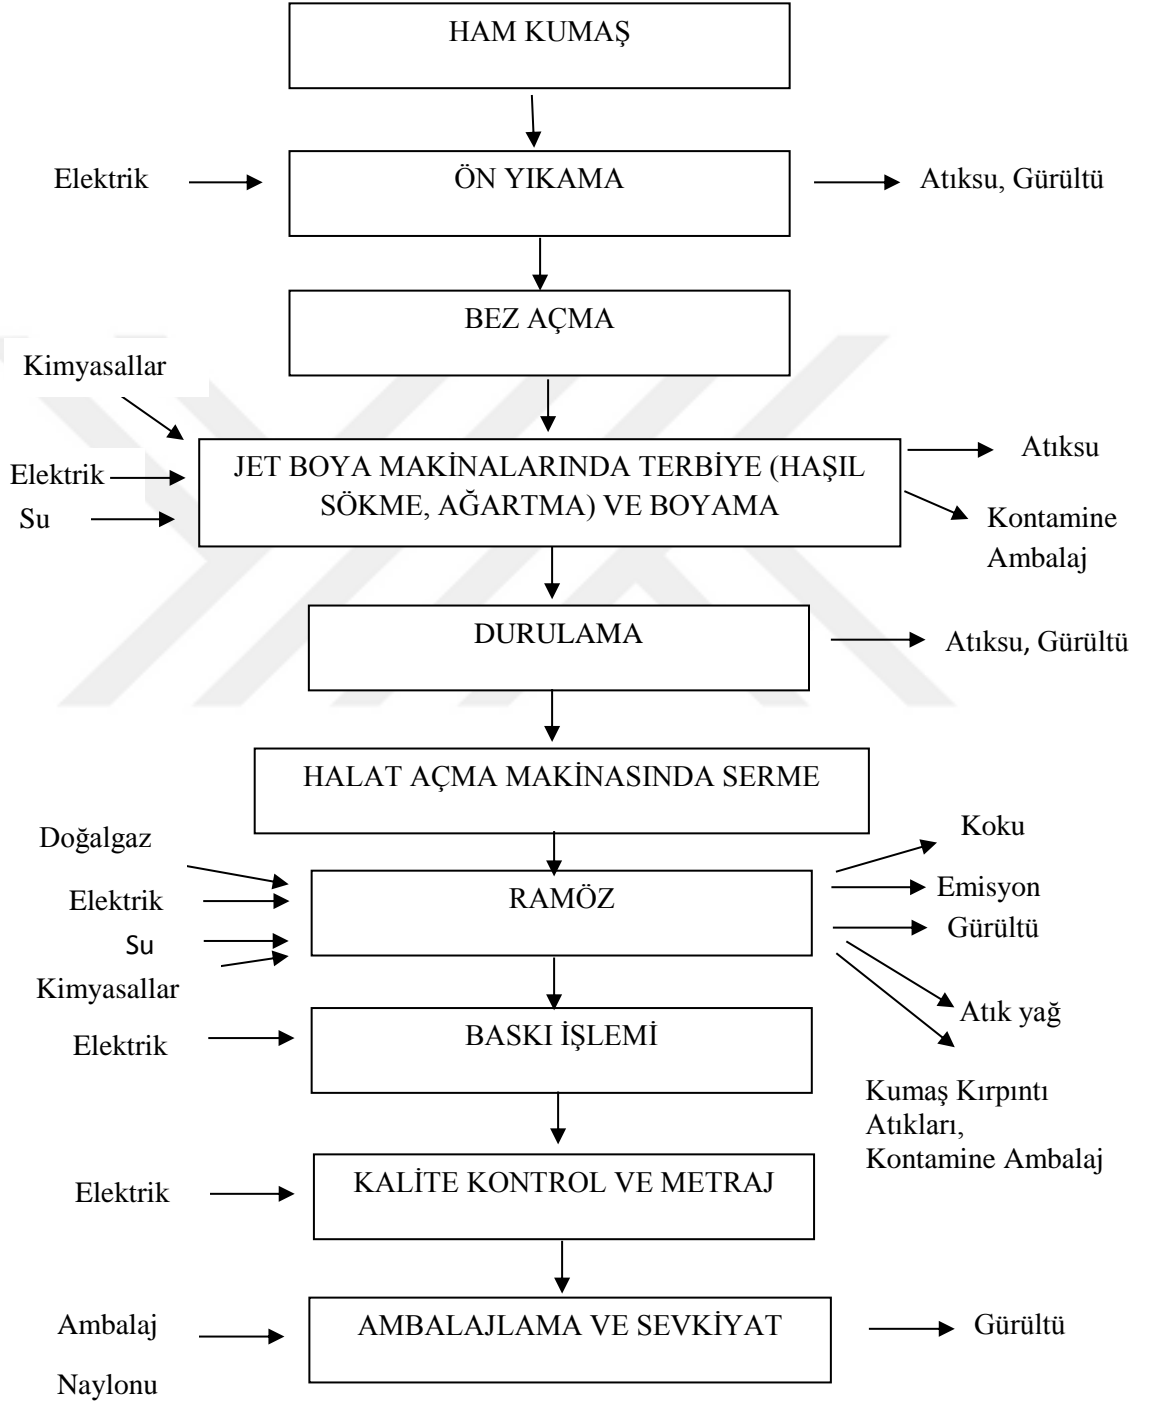 HAM KUMAŞ
Elektrik
ÖN YIKAMA
Atıksu, Gürültü
BEZ AÇMA
Kimyasallar
Elektrik
Su
JET BOYA MAKİNALARINDA TERBİYE (HAŞIL
SÖKME, AĞARTMA) VE BOYAMA
Atıksu
Kontamine
Ambalaj
DURULAMA
Atıksu, Gürültü
HALAT AÇMA MAKİNASINDA SERME
Doğalgaz
Elektrik
Su
Kimyasallar
RAMÖZ
Koku
Emisyon
Gürültü
Atık yağ
Kumaş Kırpıntı
Atıkları,
Kontamine Ambalaj
Elektrik
BASKI İŞLEMİ
Elektrik
KALİTE KONTROL VE METRAJ
Ambalaj
Naylonu
AMBALAJLAMA VE SEVKİYAT
Gürültü